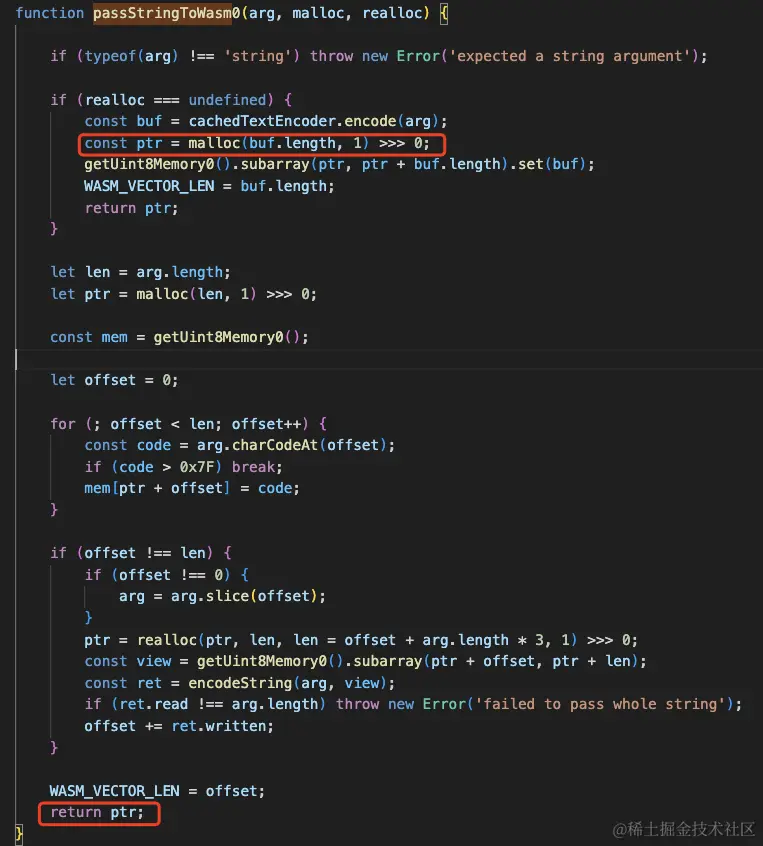 function passStringToWasm0(arg, malloc, realloc) {
if (typeof(arg) !== 'string') throw new Error('expected a string argument');
if (realloc === undefined) {
const buf = cachedTextEncoder.encode(arg);
const ptr = malloc(buf.length, 1) >>> 0;
getUint8Memory0().subarray(ptr, ptr + buf.length).set(buf);
WASM_VECTOR_LEN = buf.length;
return ptr;
}
let len = arg.length;
let ptr = malloc(len, 1) >>> 0;
const mem = getUint8Memory0();
let offset = 0;
for (; offset < len; offset++) {
const code = arg.charCodeAt(offset);
if (code > 0x7F) break;
mem[ptr + offset] = code;
}
if (offset !== len) {
if (offset !== 0) {
arg = arg.slice(offset);
}
ptr = realloc(ptr, len, len = offset + arg.length * 3, 1) >>> 0;
const view = getUint8Memory0().subarray(ptr + offset, ptr + len);
const ret = encodeString(arg, view);
if (ret.read !== arg.length) throw new Error('failed to pass whole string');
offset += ret.written;
}
WASM_VECTOR_LEN = offset;
return ptr;
}
@稀土掘金技术社区